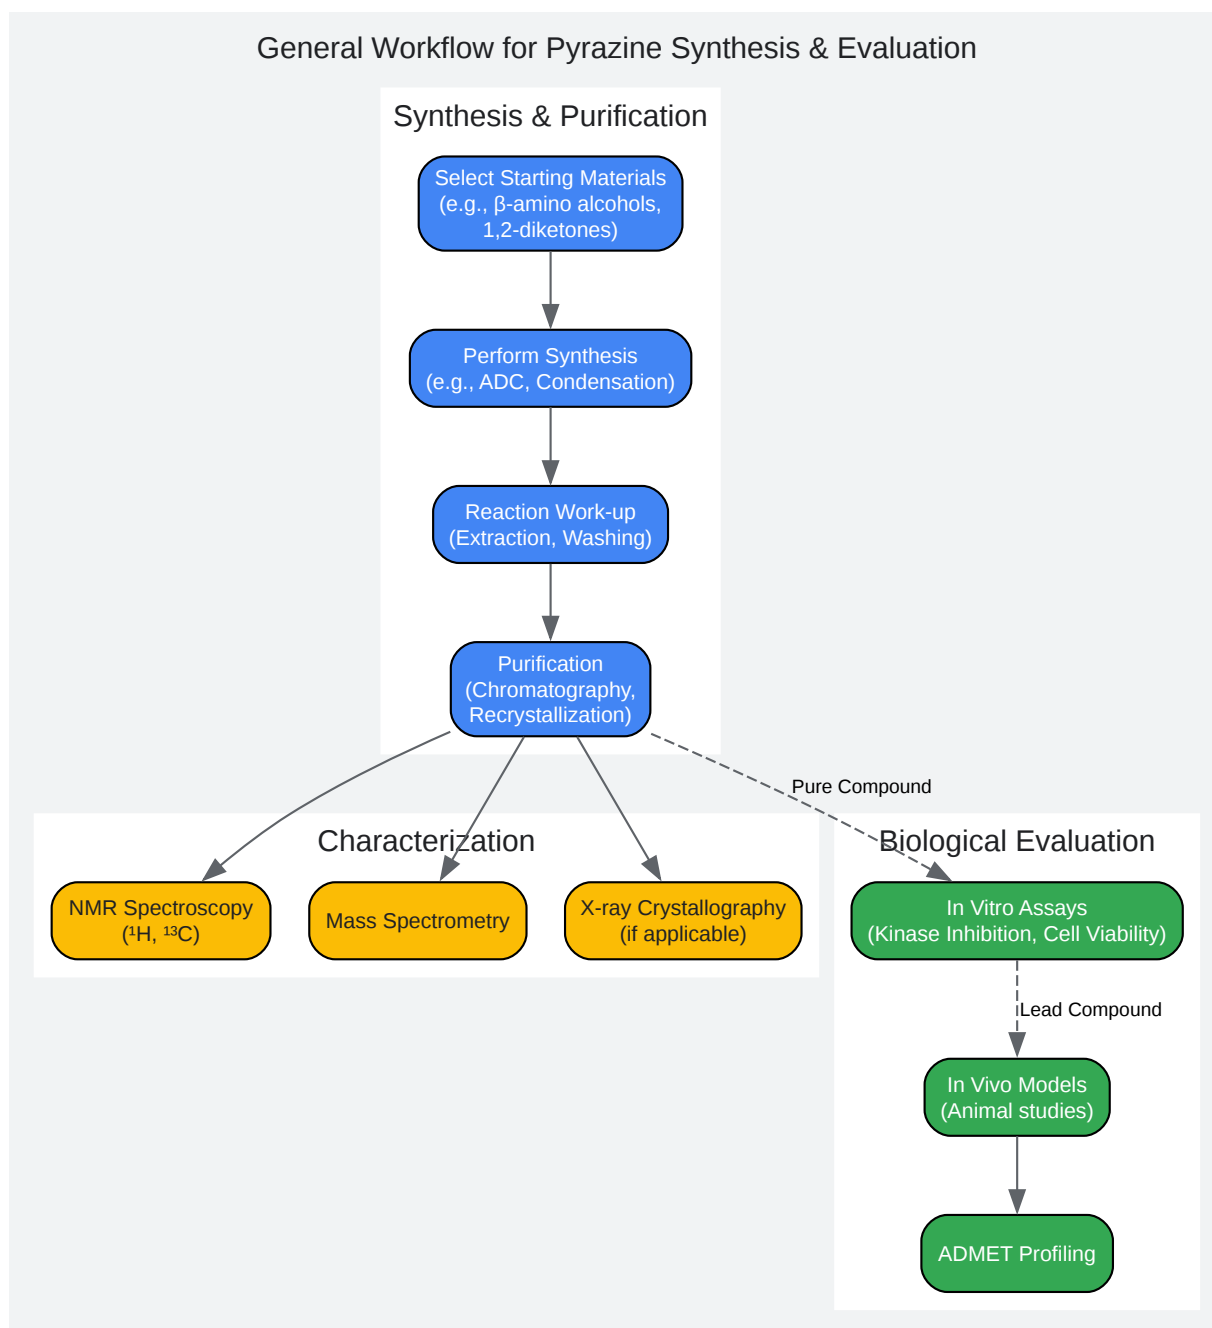 General Workflow for Pyrazine Synthesis & Evaluation
Synthesis & Purification
Select Starting Materials
(e.g., β-amino alcohols,
1,2-diketones)
Perform Synthesis
(e.g., ADC, Condensation)
Reaction Work-up
(Extraction, Washing)
Purification
(Chromatography,
Recrystallization)
Pure Compound
Characterization
NMR Spectroscopy
(¹H, ¹³C)
Mass Spectrometry
X-ray Crystallography
(if applicable)
Biological Evaluation
In Vitro Assays
(Kinase Inhibition, Cell Viability)
Lead Compound
In Vivo Models
(Animal studies)
ADMET Profiling